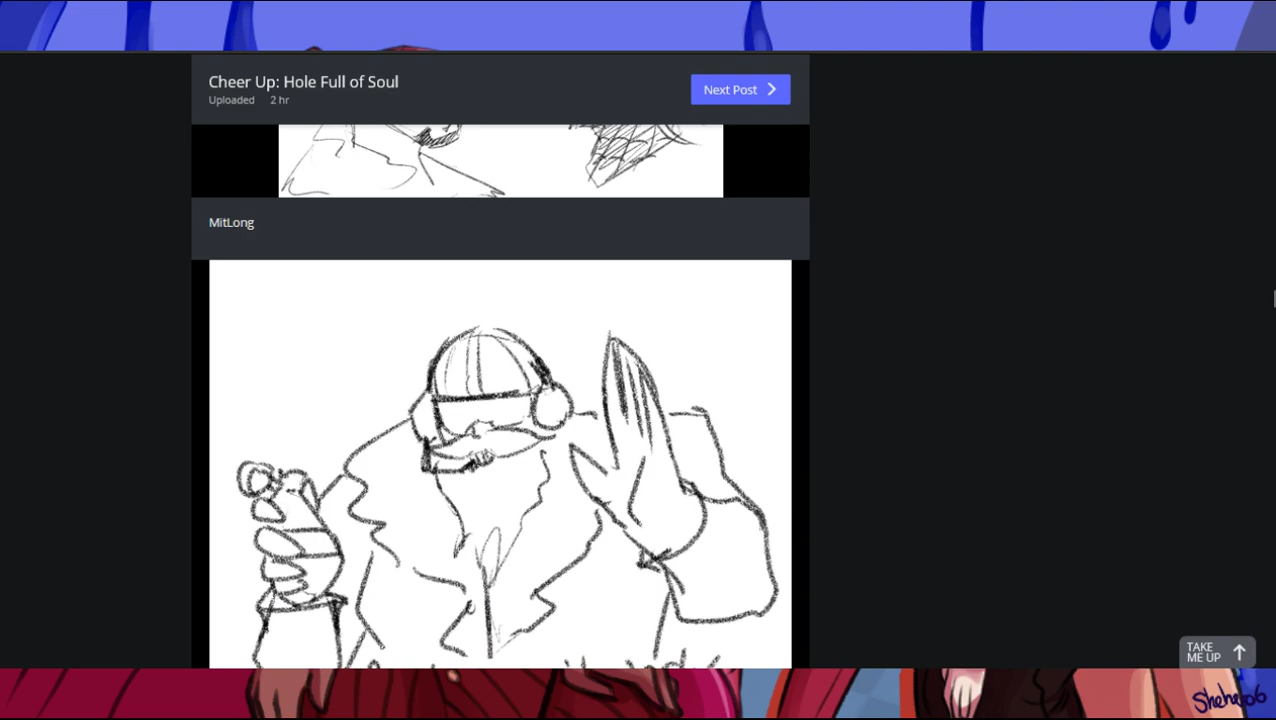 Cheer Up: Hole Full of Soul
Uploaded 2 hr
Next Post
MitLong
TAKE
ME UP